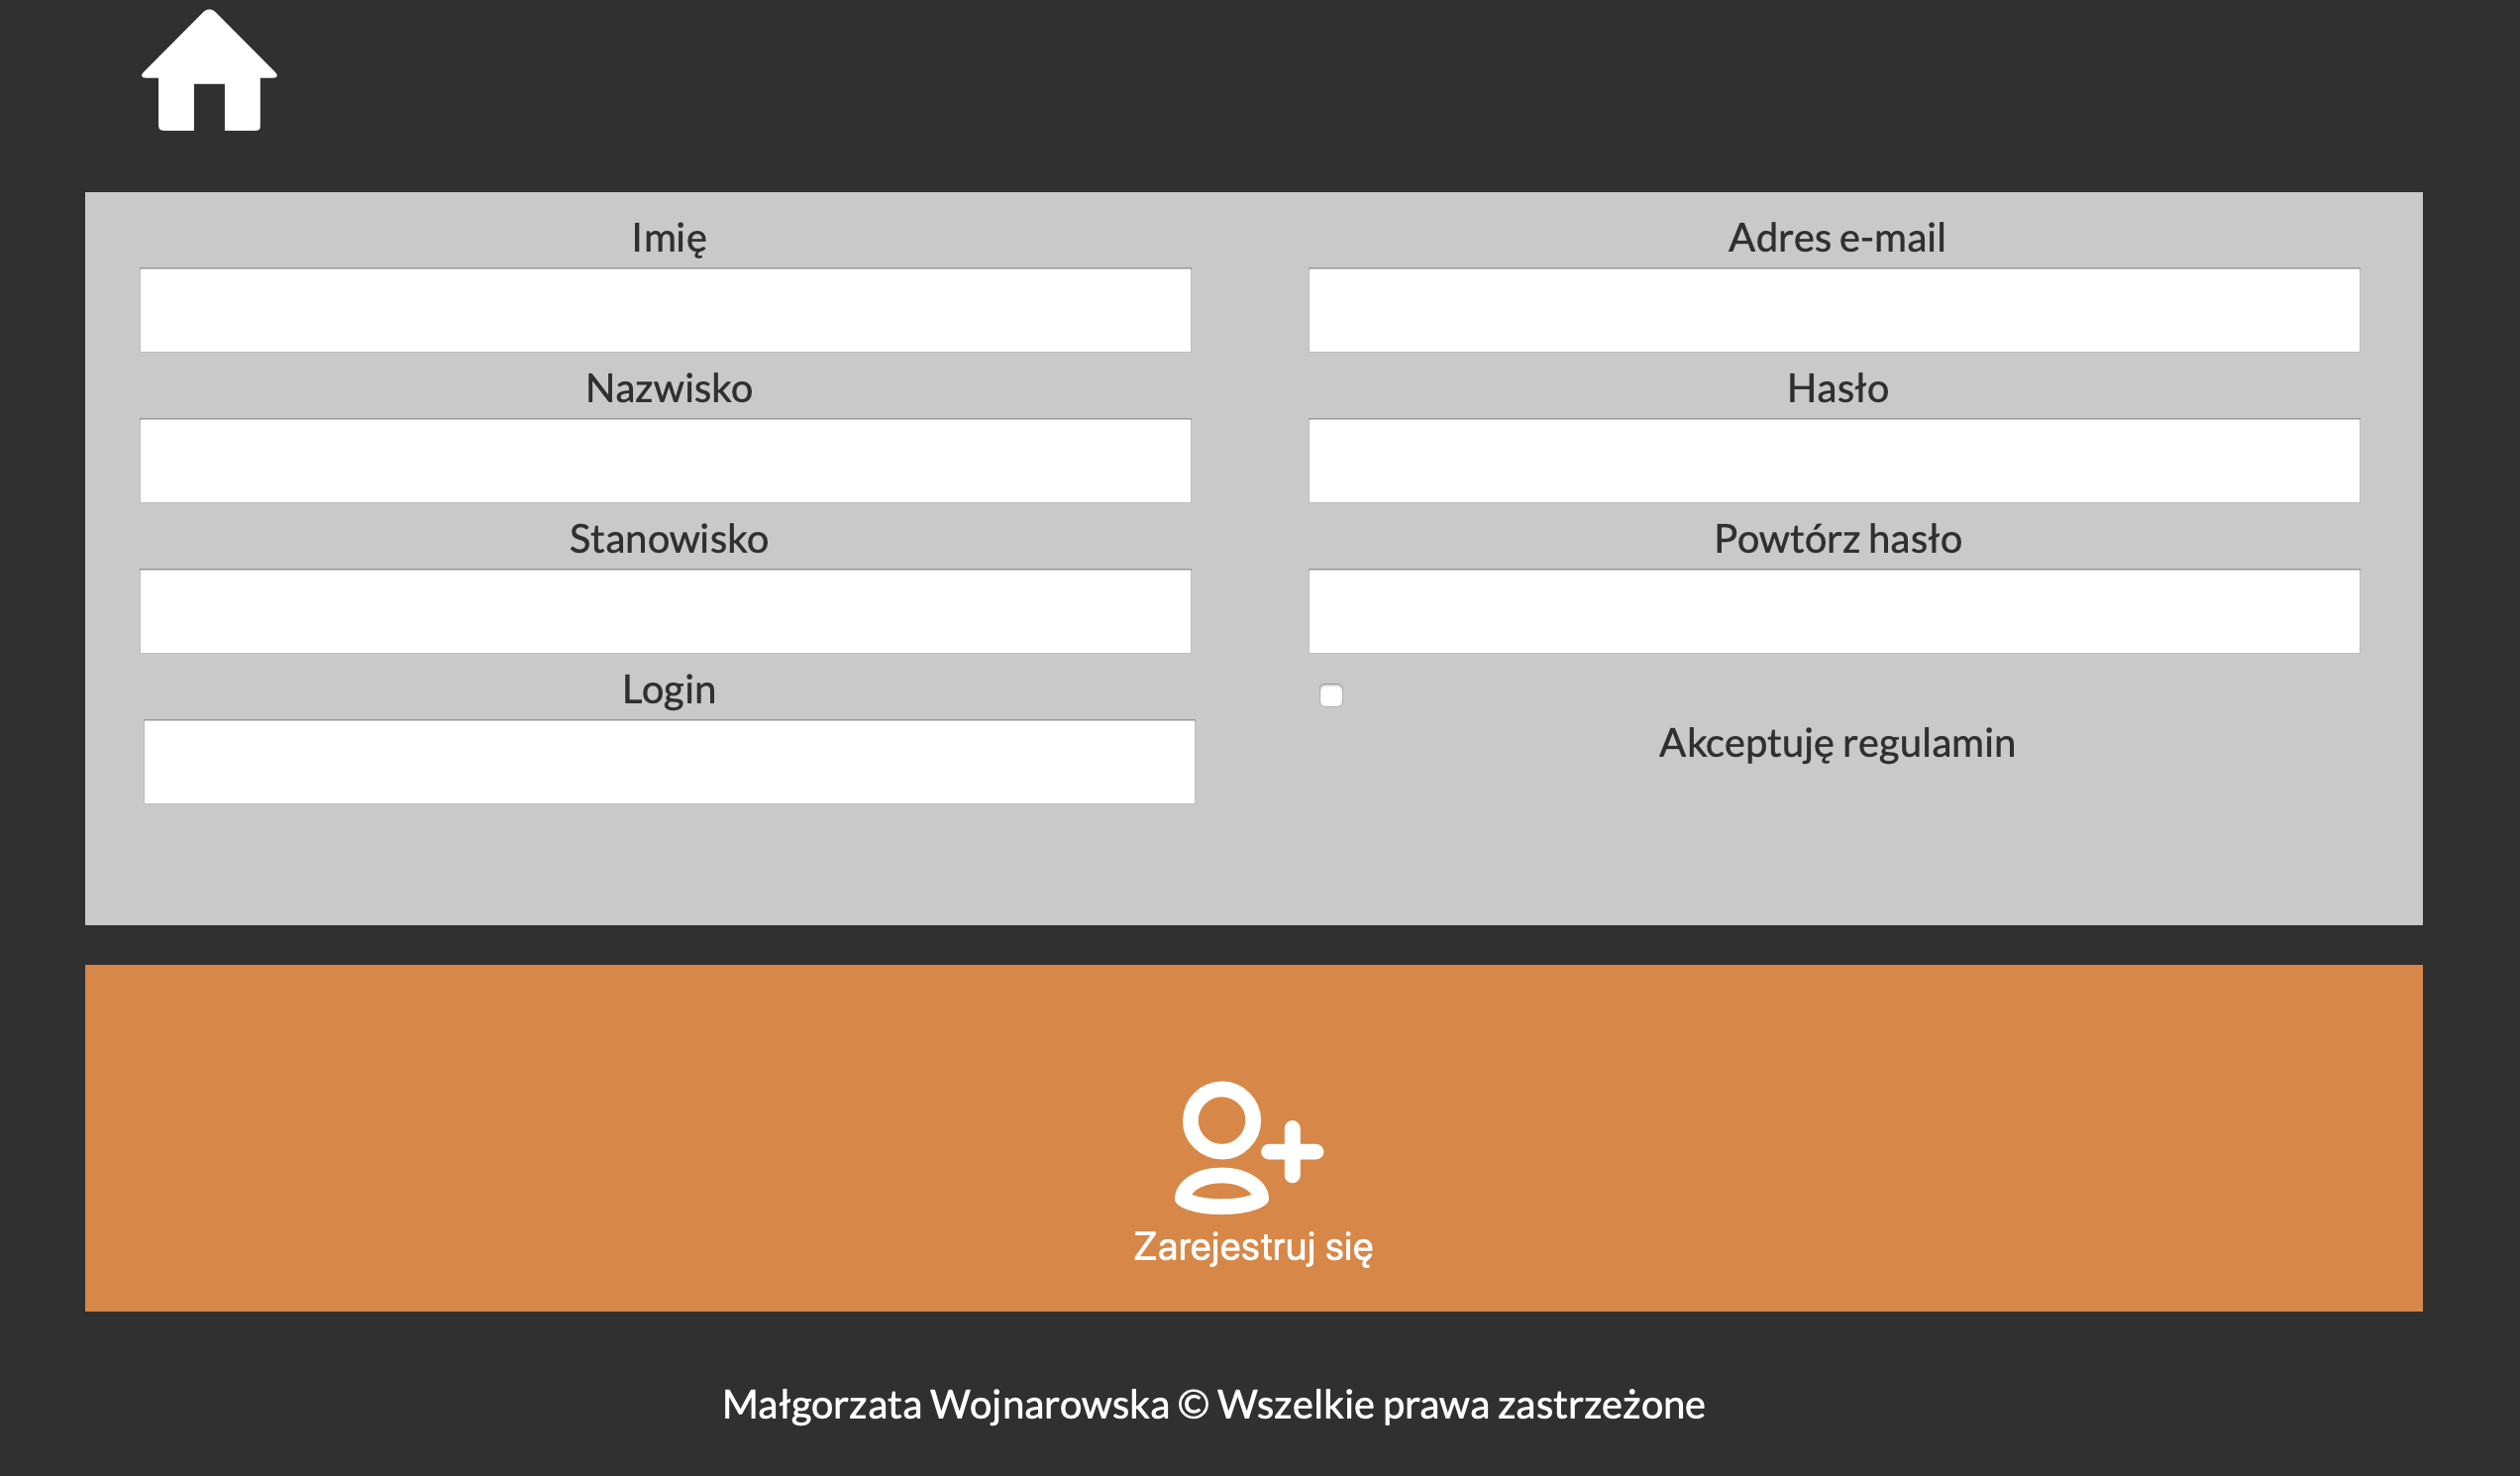 Imię
Nazwisko
Stanowisko
Login
Adres e-mail
Hasło
Powtórz hasło
Akceptuję regulamin
Zarejestruj się
Małgorzata Wojnarowska © Wszelkie prawa zastrzeżone